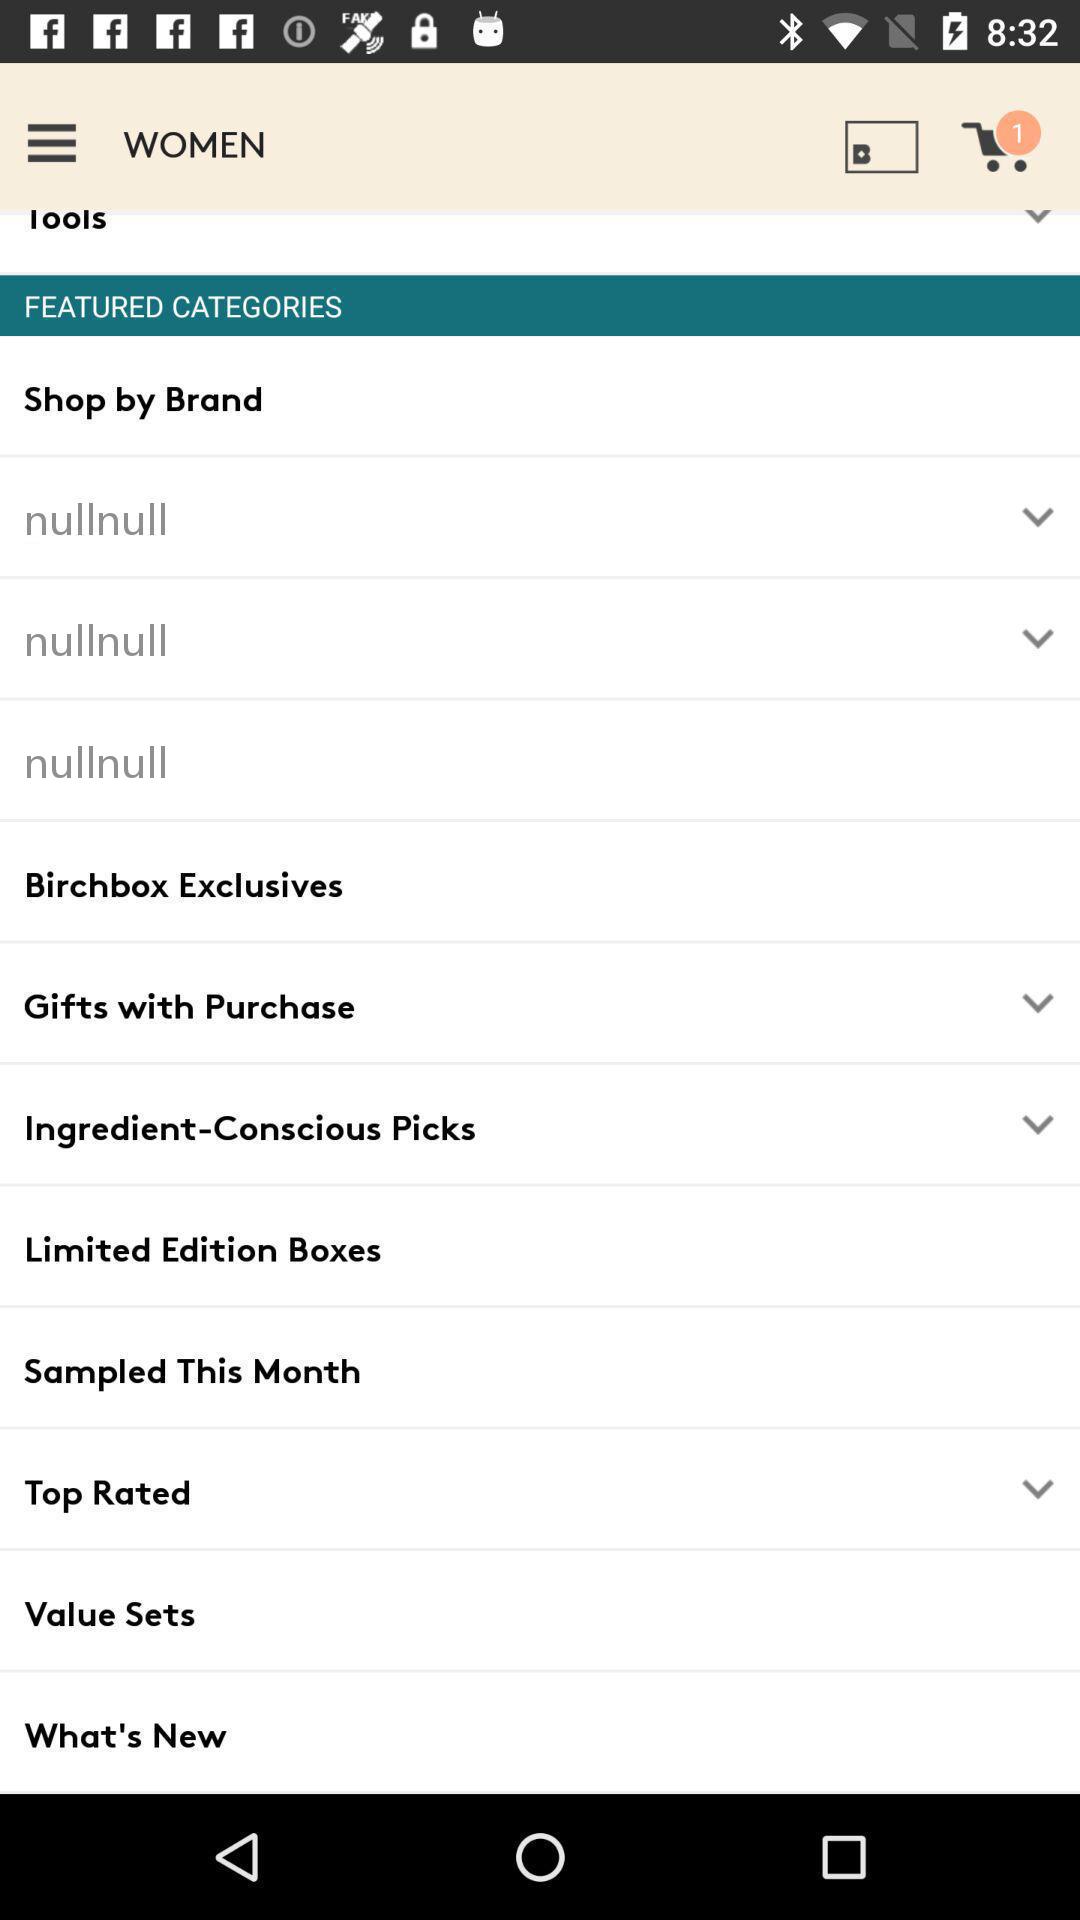 FAKE
8:32
WOMEN
B
1
Tools
FEATURED CATEGORIES
Shop by Brand
nullnull
nullnull
nullnull
Birchbox Exclusives
Gifts with Purchase
Ingredient-Conscious Picks
Limited Edition Boxes
Sampled This Month
Top Rated
Value Sets
What's New